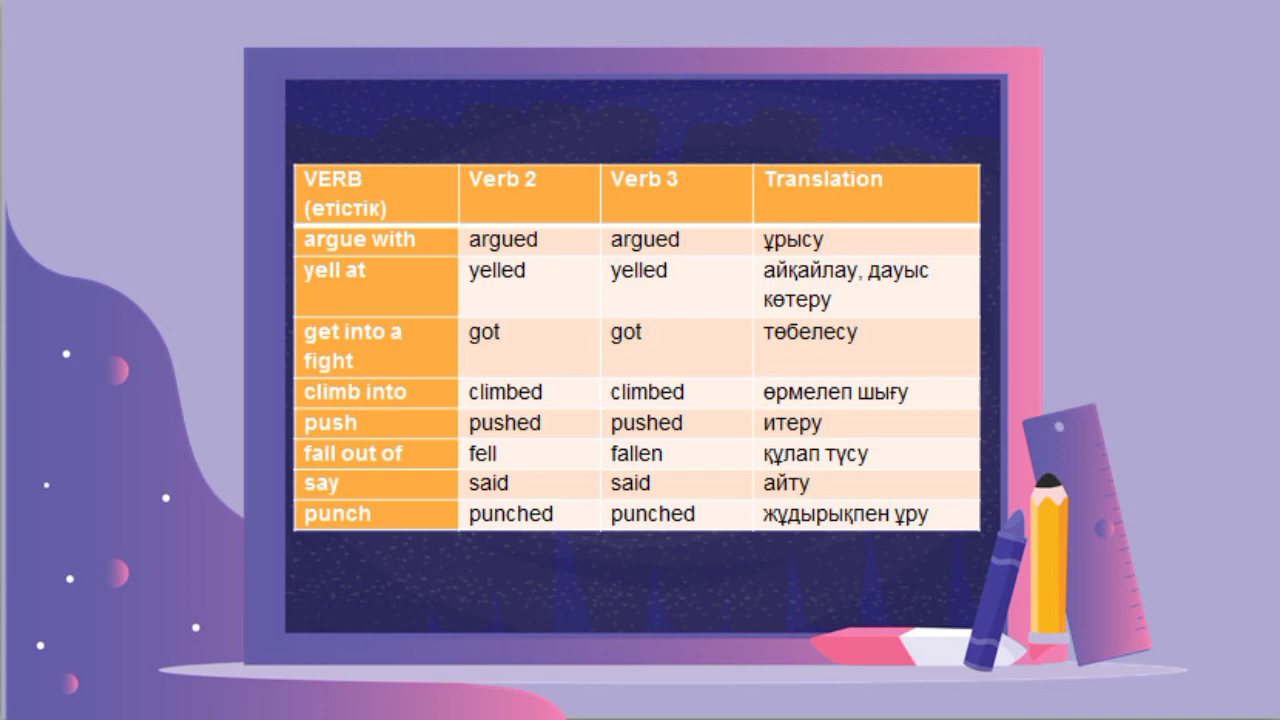 VERB Verb 2 Verb 3 Translation
(етістік)
argue with argued argued ұрысу
yell at yelled yelled айқайлау, дауыс
көтеру
get into a got got төбелесу
fight
climb into climbed climbed өрмелеп шығу
push pushed pushed итеру
fall out of fell fallen құлап түсу
say said said айту
punch punched punched жұдырықпен ұру